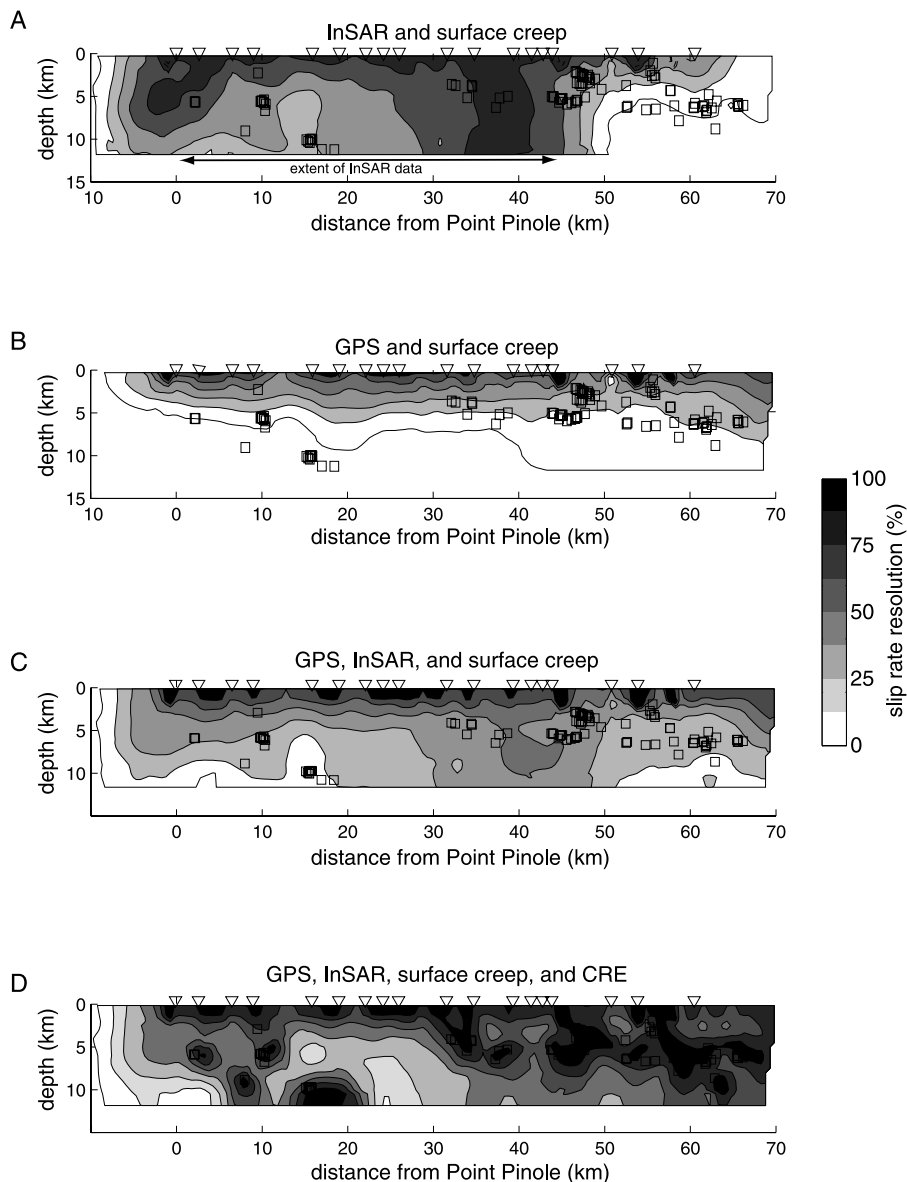 A
InSAR and surface creep
0
5
10
15
depth (km)
extent of InSAR data
10 0 10 20 30 40 50 60 70
distance from Point Pinole (km)
B
GPS and surface creep
0
5
10
15
depth (km)
10 0 10 20 30 40 50 60 70
distance from Point Pinole (km)
100
75
50
25
0
slip rate resolution (%)
C
GPS, InSAR, and surface creep
0
5
10
depth (km)
0 10 20 30 40 50 60 70
distance from Point Pinole (km)
D
GPS, InSAR, surface creep, and CRE
0
5
10
depth (km)
0 10 20 30 40 50 60 70
distance from Point Pinole (km)